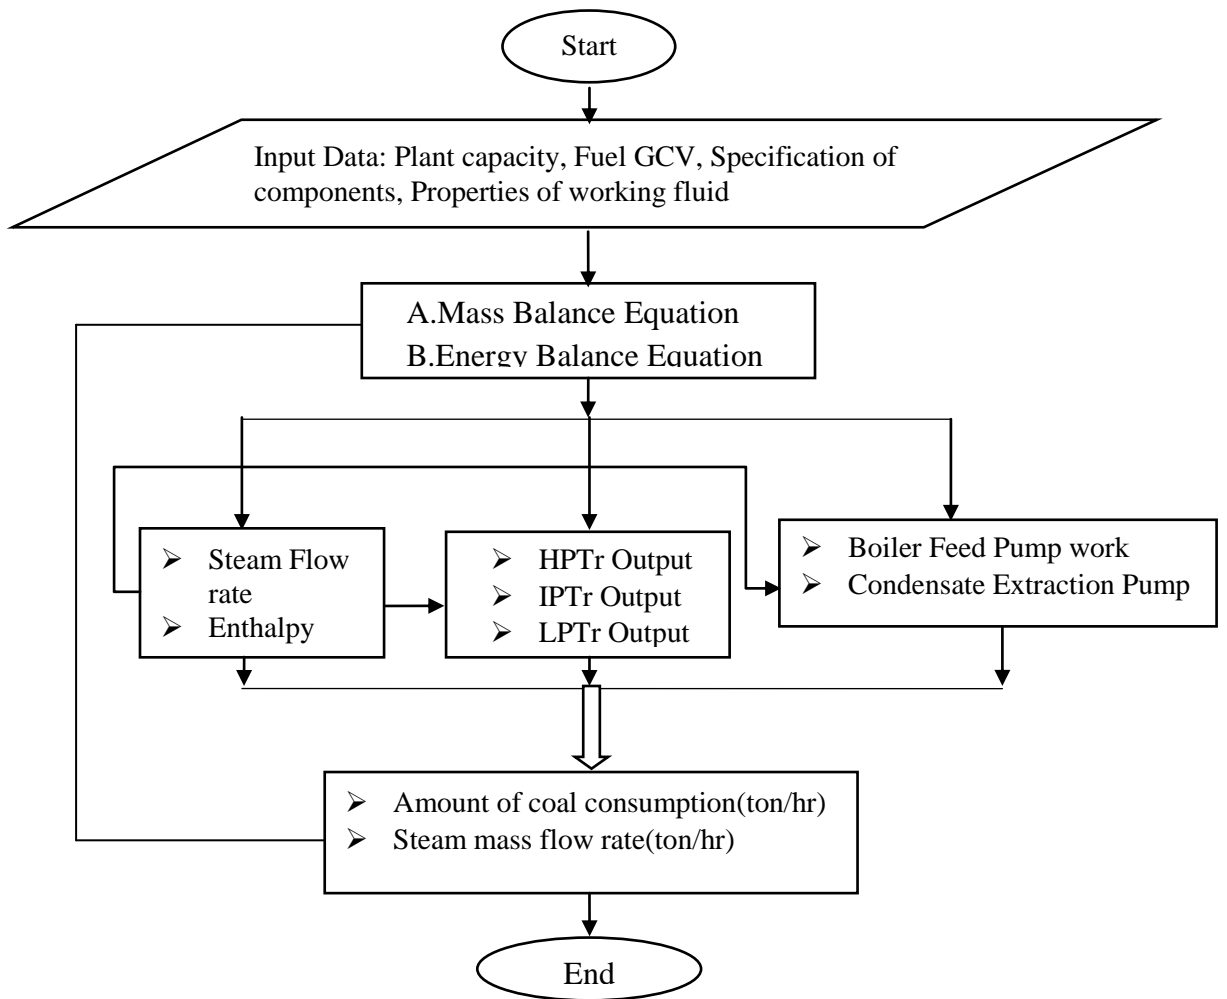 Start
Input Data: Plant capacity, Fuel GCV, Specification of
components, Properties of working fluid
A.Mass Balance Equation
B.Energy Balance Equation
➢ Steam Flow
rate
➢ Enthalpy
➢ HPTr Output
➢ IPTr Output
➢ LPTr Output
➢ Boiler Feed Pump work
➢ Condensate Extraction Pump
➢ Amount of coal consumption(ton/hr)
➢ Steam mass flow rate(ton/hr)
End